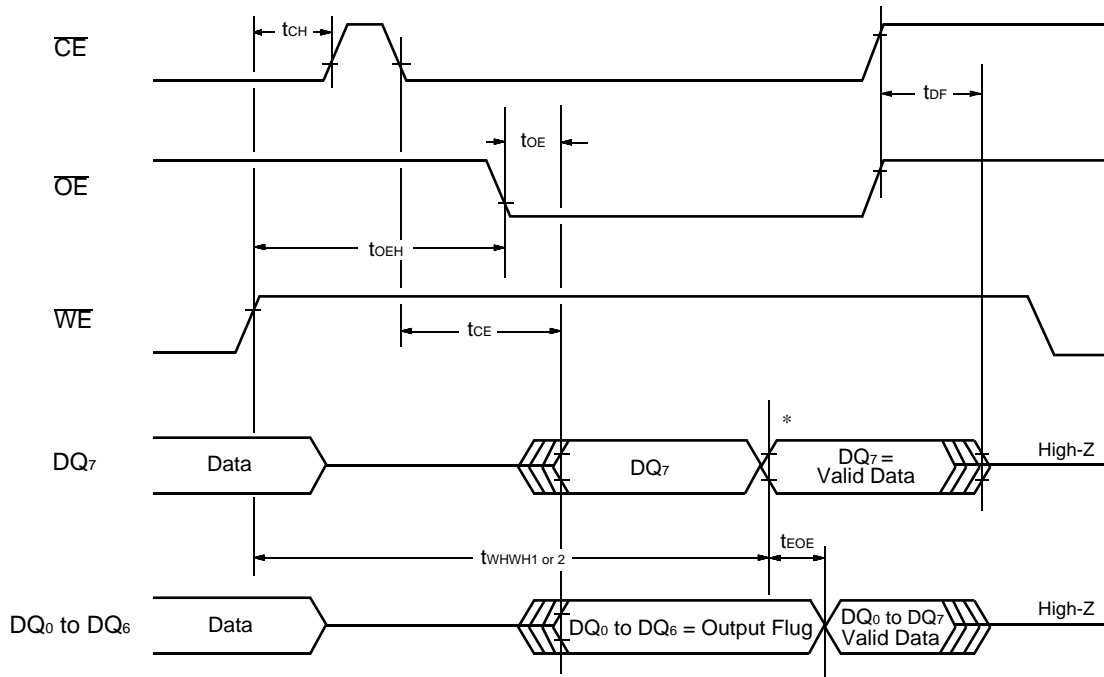 CE
tCH
tDF
tOE
OE
tOEH
WE
tCE
*
DQ7
Data
DQ7
DQ7 =
Valid Data
High-Z
tWHWH1 or 2
tEOE
DQ0 to DQ6
Data
DQ0 to DQ6 = Output Flug
DQ0 to DQ7
Valid Data
High-Z